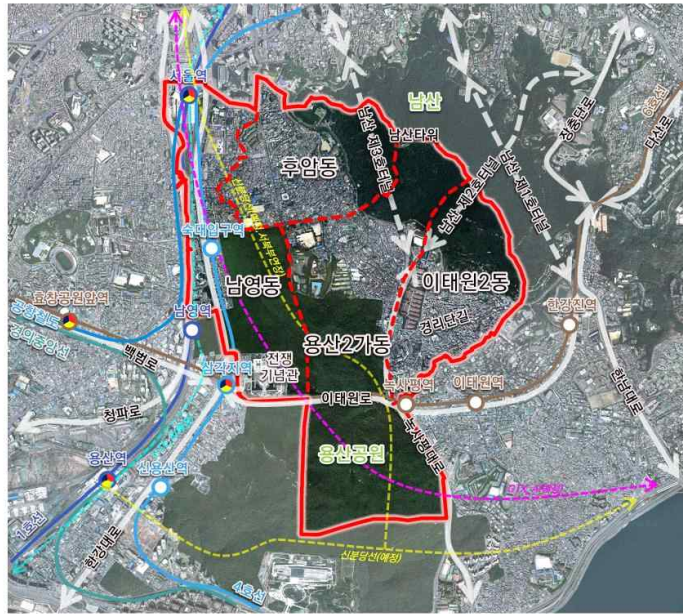 서울역
남산
남산타워
남산 제3호터널
장충단로
6호선
다산로
후암동
남산 제1호터널
남산 제2호터널
숙대입구역
남영동
이태원2동
효창공원앞역
공항철도
경의중앙선
남영역
경리단길
한강진역
백범로
용산2가동
삼각지역
전쟁
기념관
이태원로
녹사평역
이태원역
한남대로
청파로
녹사평대로
용산역
신용산역
용산공원
1호선
한강대로
신분당선(예정)
4호선